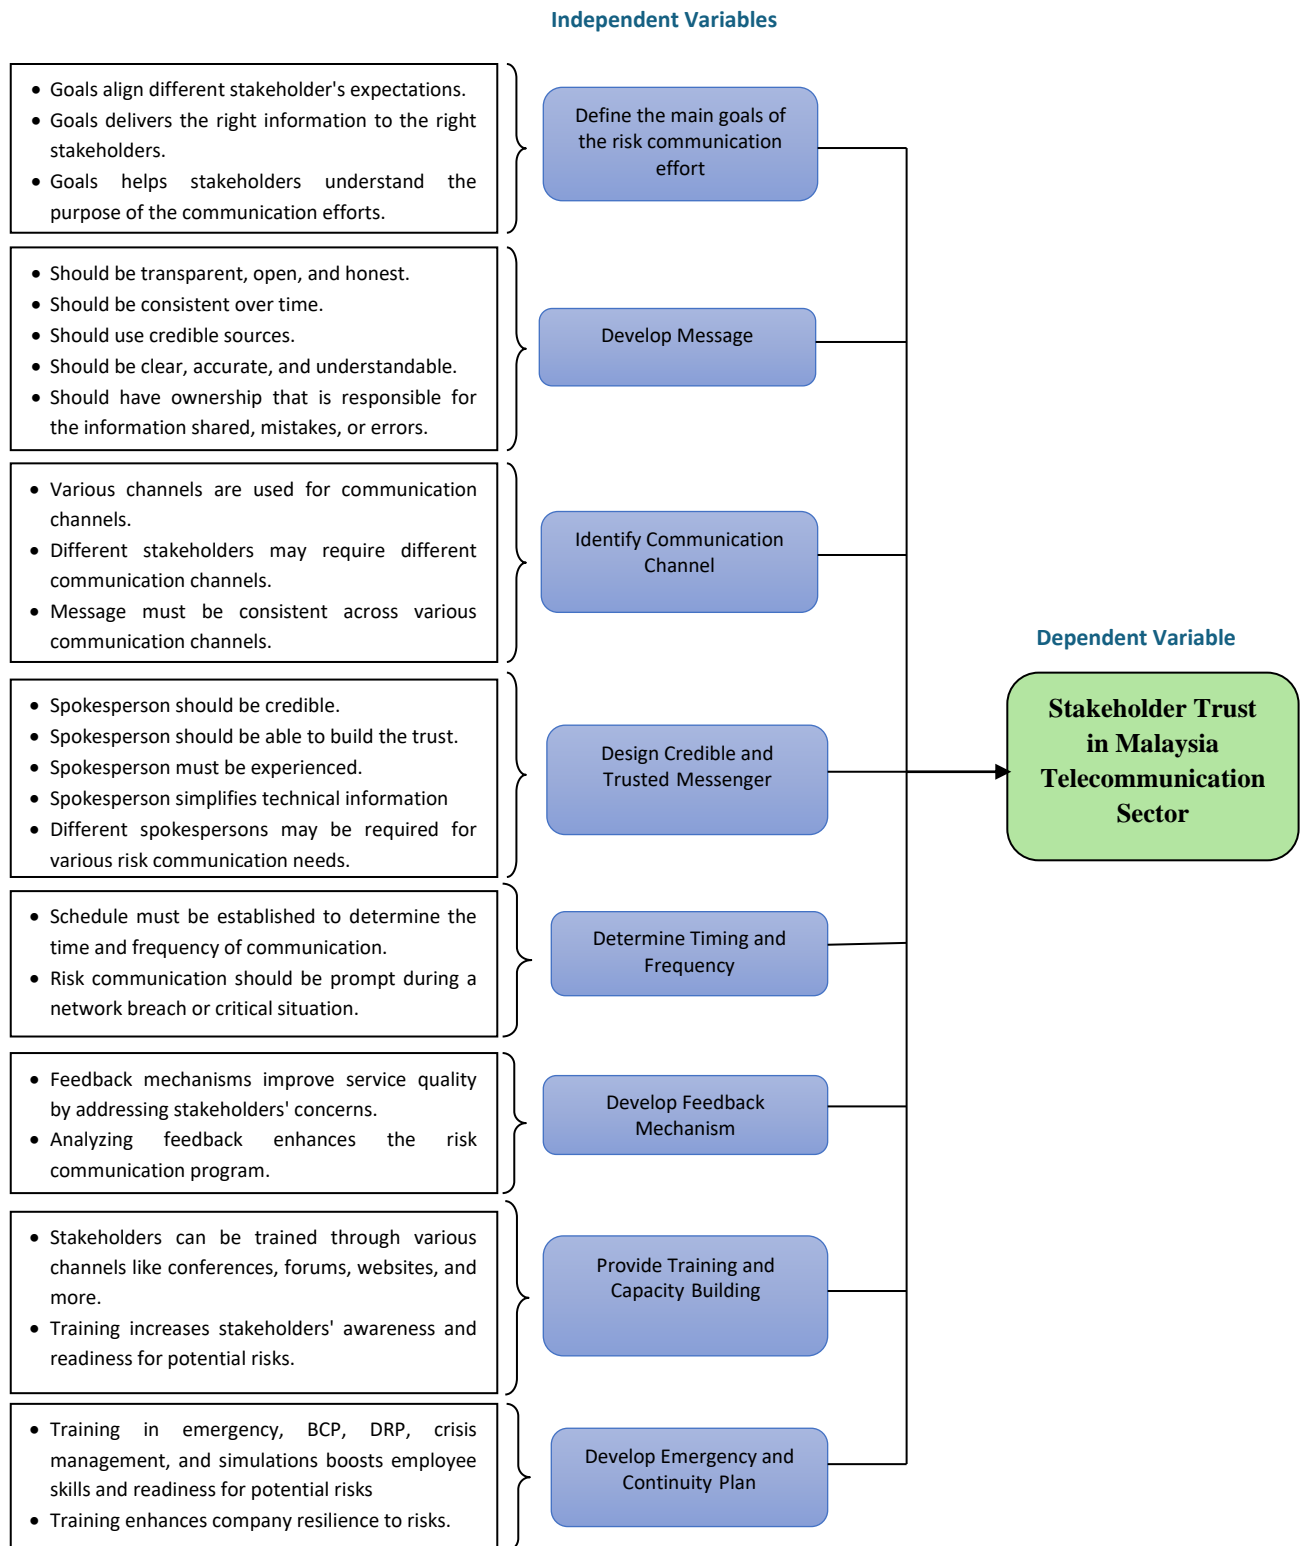 Independent Variables
• Goals align different stakeholder's expectations.
• Goals delivers the right information to the right
stakeholders.
• Goals helps stakeholders understand the
purpose of the communication efforts.
Define the main goals of
the risk communication
effort
• Should be transparent, open, and honest.
• Should be consistent over time.
• Should use credible sources.
• Should be clear, accurate, and understandable.
• Should have ownership that is responsible for
the information shared, mistakes, or errors.
Develop Message
• Various channels are used for communication
channels.
• Different stakeholders may require different
communication channels.
• Message must be consistent across various
communication channels.
Identify Communication
Channel
Dependent Variable
Stakeholder Trust
in Malaysia
Telecommunication
Sector
• Spokesperson should be credible.
• Spokesperson should be able to build the trust.
• Spokesperson must be experienced.
• Spokesperson simplifies technical information
• Different spokespersons may be required for
various risk communication needs.
Design Credible and
Trusted Messenger
• Schedule must be established to determine the
time and frequency of communication.
• Risk communication should be prompt during a
network breach or critical situation.
Determine Timing and
Frequency
• Feedback mechanisms improve service quality
by addressing stakeholders' concerns.
• Analyzing feedback enhances the risk
communication program.
Develop Feedback
Mechanism
• Stakeholders can be trained through various
channels like conferences, forums, websites, and
more.
• Training increases stakeholders' awareness and
readiness for potential risks.
Provide Training and
Capacity Building
• Training in emergency, BCP, DRP, crisis
management, and simulations boosts employee
skills and readiness for potential risks
• Training enhances company resilience to risks.
Develop Emergency and
Continuity Plan